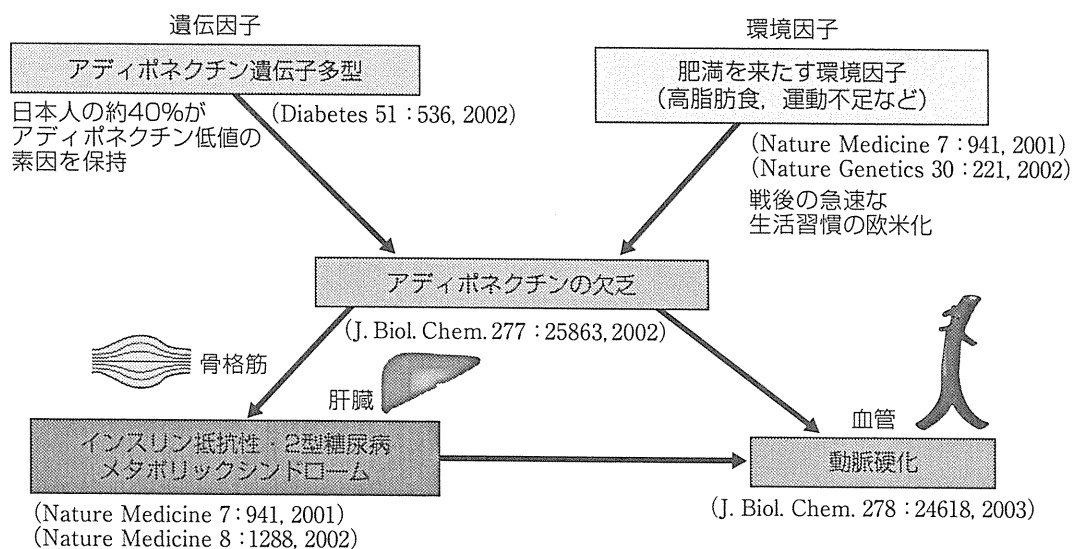 遺伝因子
アディポネクチン遺伝子多型
日本人の約40%が
アディポネクチン低値の
素因を保持
(Diabetes 51:536, 2002)
環境因子
肥満を来たす環境因子
(高脂肪食，運動不足など)
(Nature Medicine 7:941, 2001)
(Nature Genetics 30:221, 2002)
戦後の急速な
生活習慣の欧米化
アディポネクチンの欠乏
(J. Biol. Chem. 277:25863, 2002)
骨格筋
肝臓
インスリン抵抗性・2型糖尿病
メタボリックシンドローム
(Nature Medicine 7:941, 2001)
(Nature Medicine 8:1288, 2002)
血管
動脈硬化
(J. Biol. Chem. 278:24618, 2003)